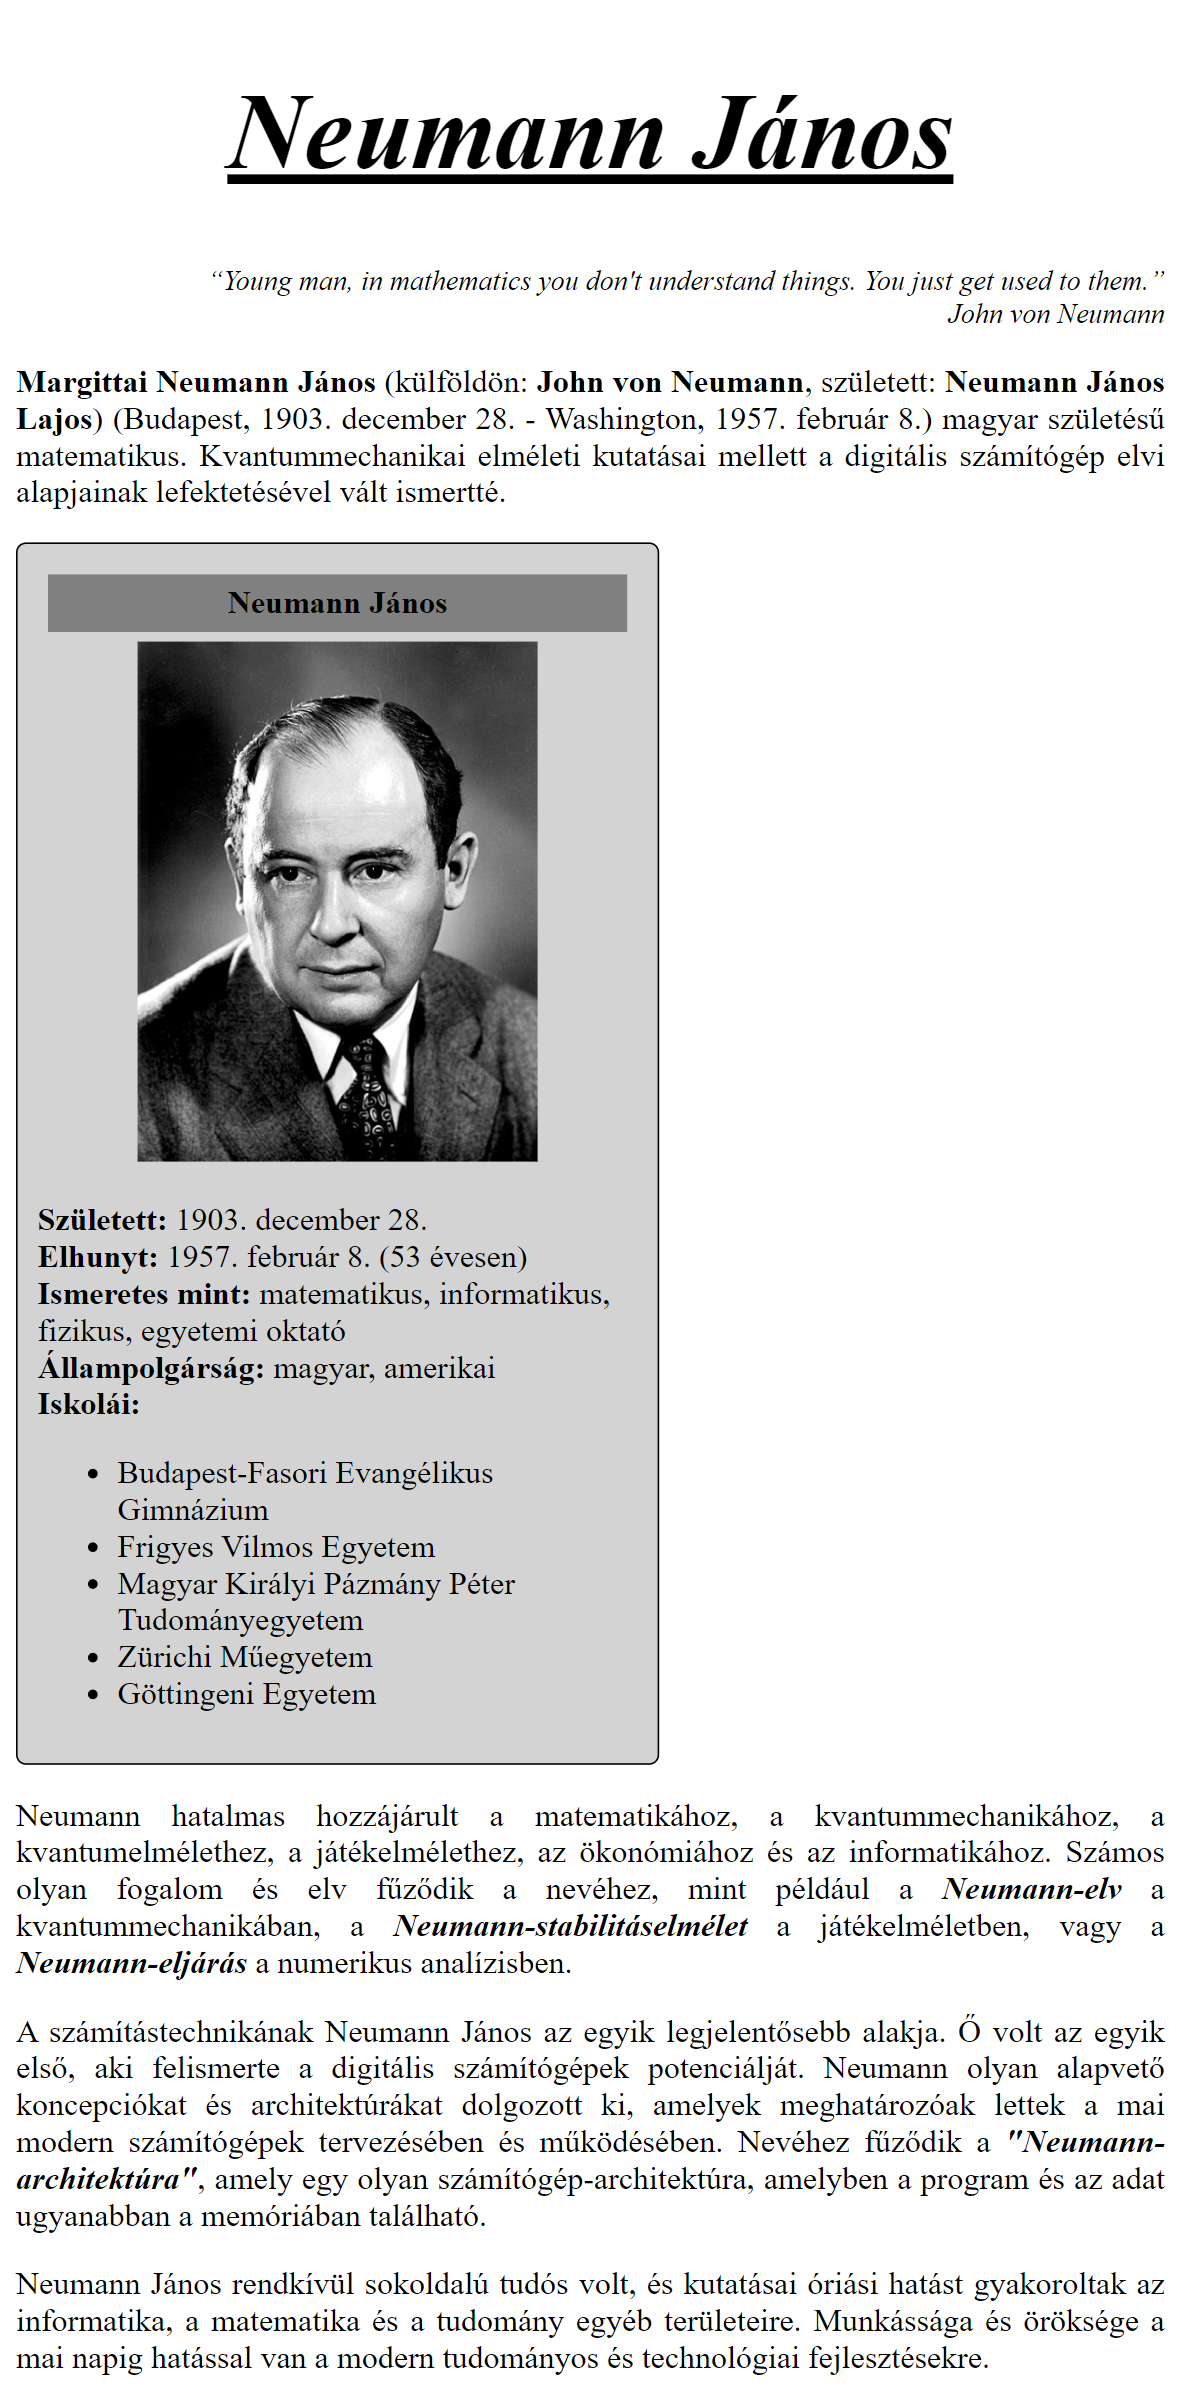 Neumann János
“Young man, in mathematics you don't understand things. You just get used to them.”
John von Neumann
Margittai Neumann János (külföldön: John von Neumann, született: Neumann János
Lajos) (Budapest, 1903. december 28. - Washington, 1957. február 8.) magyar születésű
matematikus. Kvantummechanikai elméleti kutatásai mellett a digitális számítógép elvi
alapjainak lefektetésével vált ismertté.
Neumann János
Született: 1903. december 28.
Elhunyt: 1957. február 8. (53 évesen)
Ismeretes mint: matematikus, informatikus,
fizikus, egyetemi oktató
Állampolgárság: magyar, amerikai
Iskolái:
• Budapest-Fasori Evangélikus
Gimnázium
• Frigyes Vilmos Egyetem
• Magyar Királyi Pázmány Péter
Tudományegyetem
• Zürichi Műegyetem
• Göttingeni Egyetem
Neumann hatalmas hozzájárult a matematikához, a kvantummechanikához, a
kvantumelmélethez, a játékelmélethez, az ökonómiához és az informatikához. Számos
olyan fogalom és elv fűződik a nevéhez, mint például a Neumann-elv a
kvantummechanikában, a Neumann-stabilitáselmélet a játékelméletben, vagy a
Neumann-eljárás a numerikus analízisben.
A számítástechnikának Neumann János az egyik legjelentősebb alakja. Ő volt az egyik
első, aki felismerte a digitális számítógépek potenciálját. Neumann olyan alapvető
koncepciókat és architektúrákat dolgozott ki, amelyek meghatározóak lettek a mai
modern számítógépek tervezésében és működésében. Nevéhez fűződik a "Neumann-
architektúra", amely egy olyan számítógép-architektúra, amelyben a program és az adat
ugyanabban a memóriában található.
Neumann János rendkívül sokoldalú tudós volt, és kutatásai óriási hatást gyakoroltak az
informatika, a matematika és a tudomány egyéb területeire. Munkássága és öröksége a
mai napig hatással van a modern tudományos és technológiai fejlesztésekre.